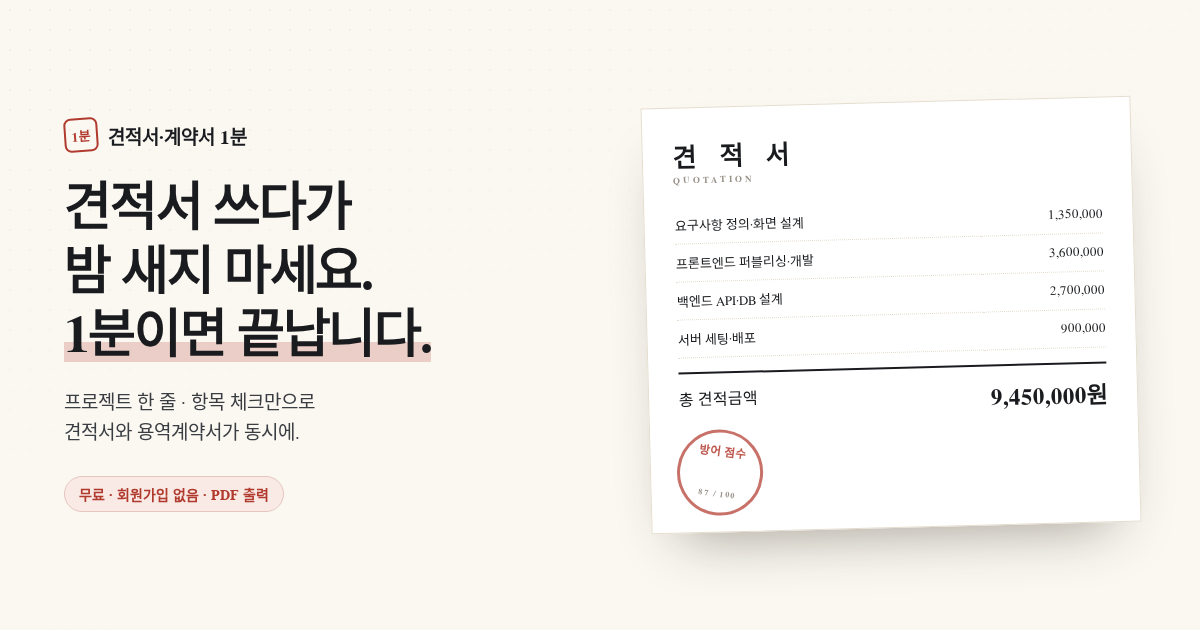 1분
견적서·계약서 1분
견적서 쓰다가
밤 새지 마세요.
1분이면 끝납니다.
프로젝트 한 줄 · 항목 체크만으로
견적서와 용역계약서가 동시에.
무료 · 회원가입 없음 · PDF 출력
견 적 서
QUOTATION
요구사항 정의·화면 설계 1,350,000
프론트엔드 퍼블리싱·개발 3,600,000
백엔드 API·DB 설계 2,700,000
서버 세팅·배포 900,000
총 견적금액 9,450,000원
방어 점수
87 / 100